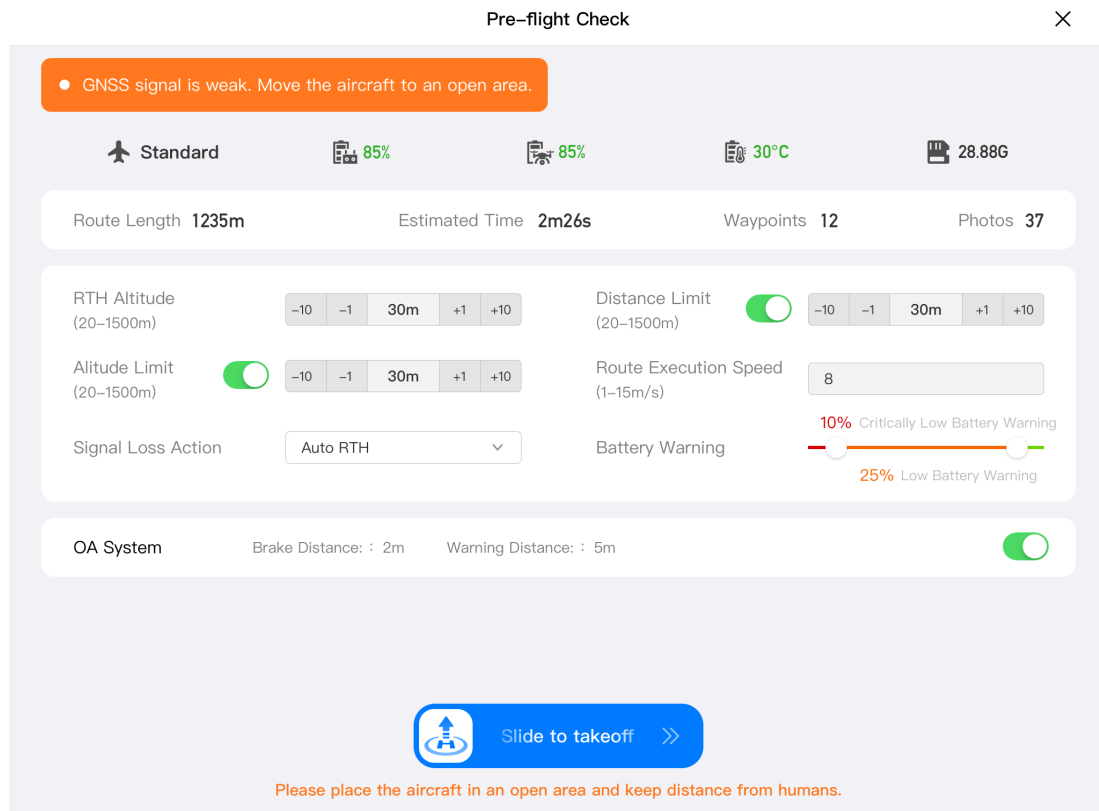 Pre-flight Check
GNSS signal is weak. Move the aircraft to an open area.
Standard 85% 85% 30°C 28.88G
Route Length 1235m Estimated Time 2m26s Waypoints 12 Photos 37
RTH Altitude
(20-1500m)
-10 -1 30m +1 +10
Distance Limit
(20-1500m)
-10 -1 30m +1 +10
Alitude Limit
(20-1500m)
-10 -1 30m +1 +10
Route Execution Speed
(1-15m/s)
8
Signal Loss Action Auto RTH
Battery Warning
10% Critically Low Battery Warning
25% Low Battery Warning
OA System Brake Distance:： 2m Warning Distance:： 5m
Slide to takeoff
Please place the aircraft in an open area and keep distance from humans.